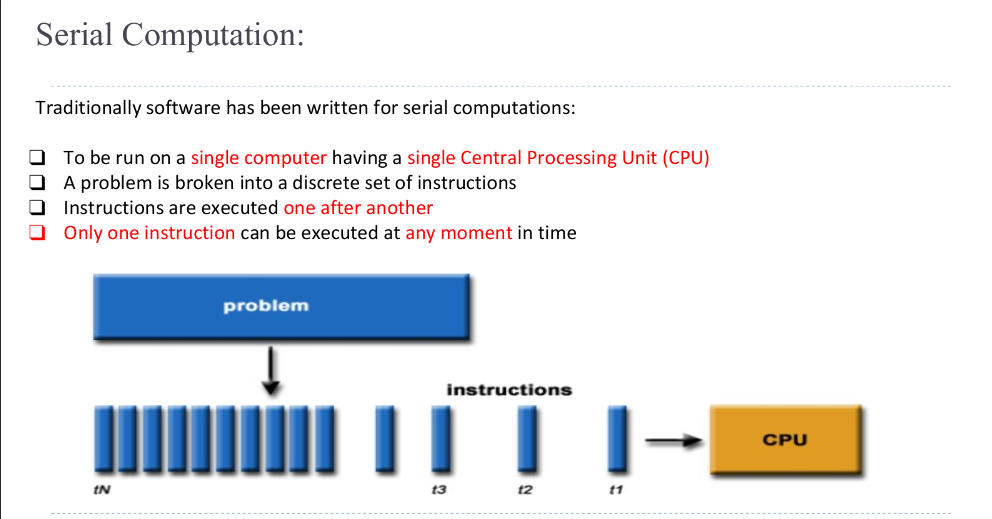 Serial Computation:
Traditionally software has been written for serial computations:
❑ To be run on a single computer having a single Central Processing Unit (CPU)
❑ A problem is broken into a discrete set of instructions
❑ Instructions are executed one after another
❑ Only one instruction can be executed at any moment in time
problem
instructions
CPU
tN t3 t2 t1